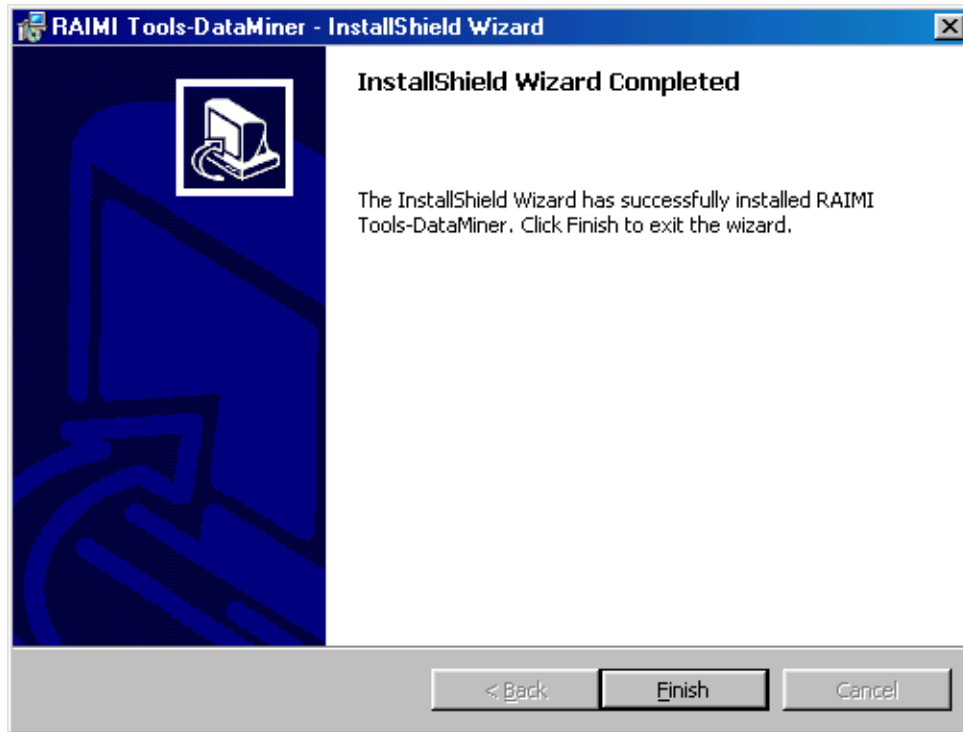 RAIMI Tools-DataMiner - InstallShield Wizard
InstallShield Wizard Completed
The InstallShield Wizard has successfully installed RAIMI
Tools-DataMiner. Click Finish to exit the wizard.
< Back
Finish
Cancel